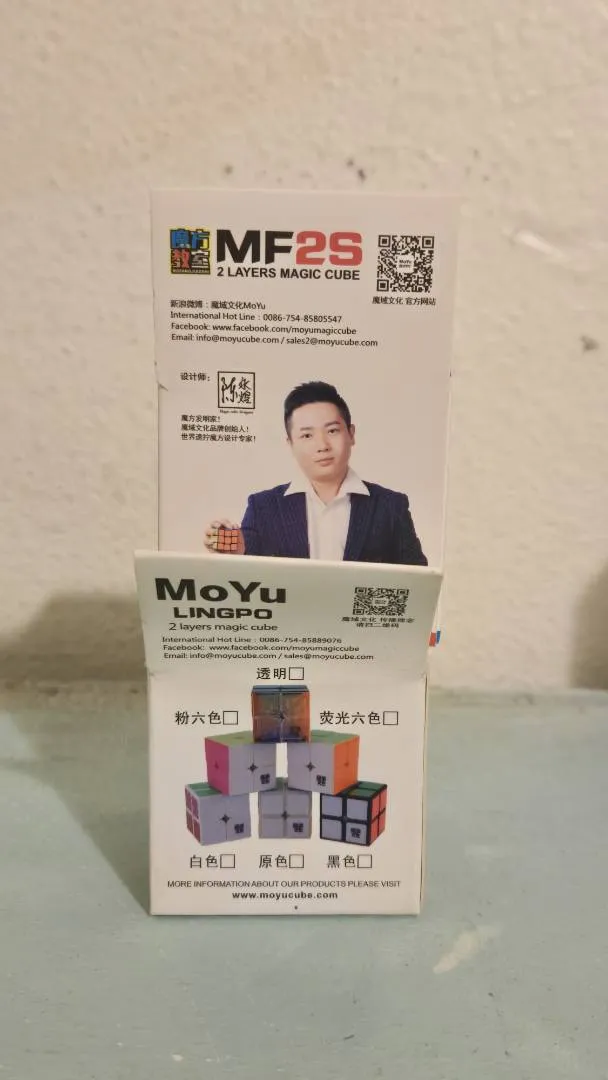 魔方
教室
MF2S
2 LAYERS MAGIC CUBE
魔域文化 官方网站
新浪微博：魔域文化MoYu
International Hot Line：0086-754-85805547
Facebook: www.facebook.com/moyumagiccube
Email: info@moyucube.com / sales2@moyucube.com
设计师：
陈永煌
魔方发明家！
魔域文化品牌创始人！
世界速拧魔方设计专家！
MoYu
LINGPO
2 layers magic cube
魔域文化 传播理念
请扫二维码
International Hot Line : 0086-754-85889076
Facebook: www.facebook.com/moyumagiccube
Email: info@moyucube.com / sales@moyucube.com
透明□
粉六色□
荧光六色□
白色□ 原色□ 黑色□
MORE INFORMATION ABOUT OUR PRODUCTS PLEASE VISIT
www.moyucube.com